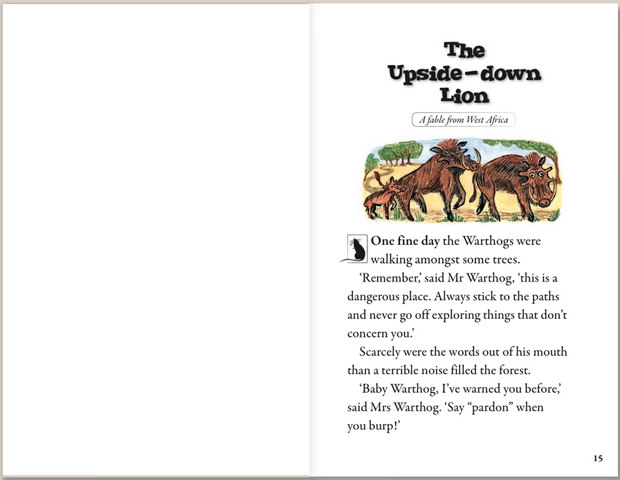 The
Upside-down
Lion
A fable from West Africa
One fine day the Warthogs were
walking amongst some trees.
‘Remember,’ said Mr Warthog, ‘this is a
dangerous place. Always stick to the paths
and never go off exploring things that don’t
concern you.’
Scarcely were the words out of his mouth
than a terrible noise filled the forest.
‘Baby Warthog, I’ve warned you before,’
said Mrs Warthog. ‘Say “pardon” when
you burp!’
15